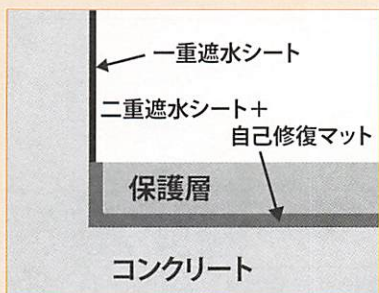 一重遮水シート
二重遮水シート＋
自己修復マット
保護層
コンクリート